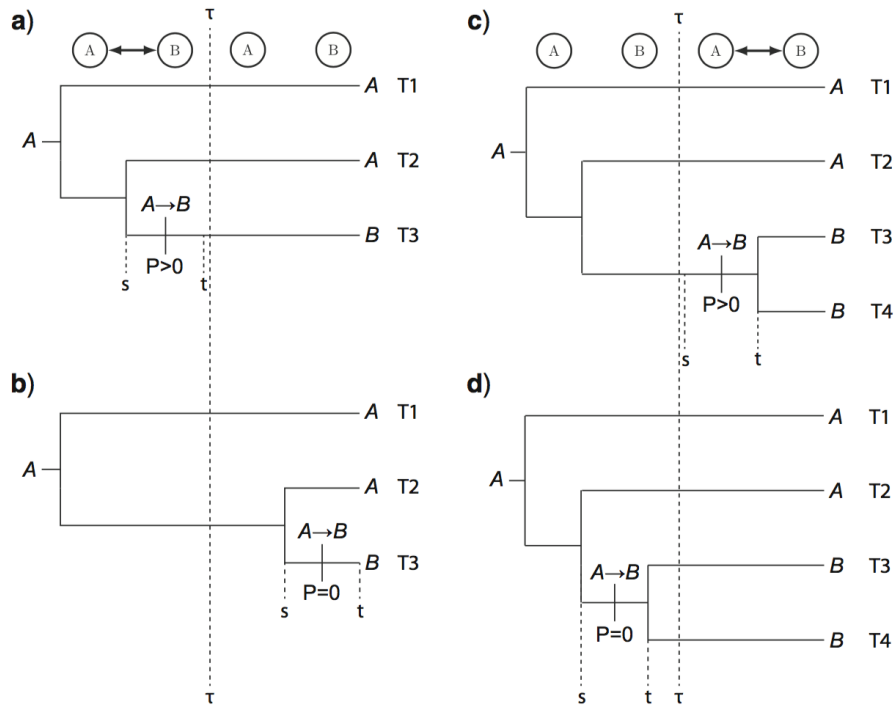 a)
τ
A B A B
A T1
A
A T2
A→B
B T3
P>0
s t
b)
A T1
A
A T2
A→B
B T3
P=0
s t
τ
c)
τ
A B A B
A T1
A
A T2
A→B
B T3
P>0
B T4
s t
d)
A T1
A
A T2
A→B
B T3
P=0
B T4
s t τ